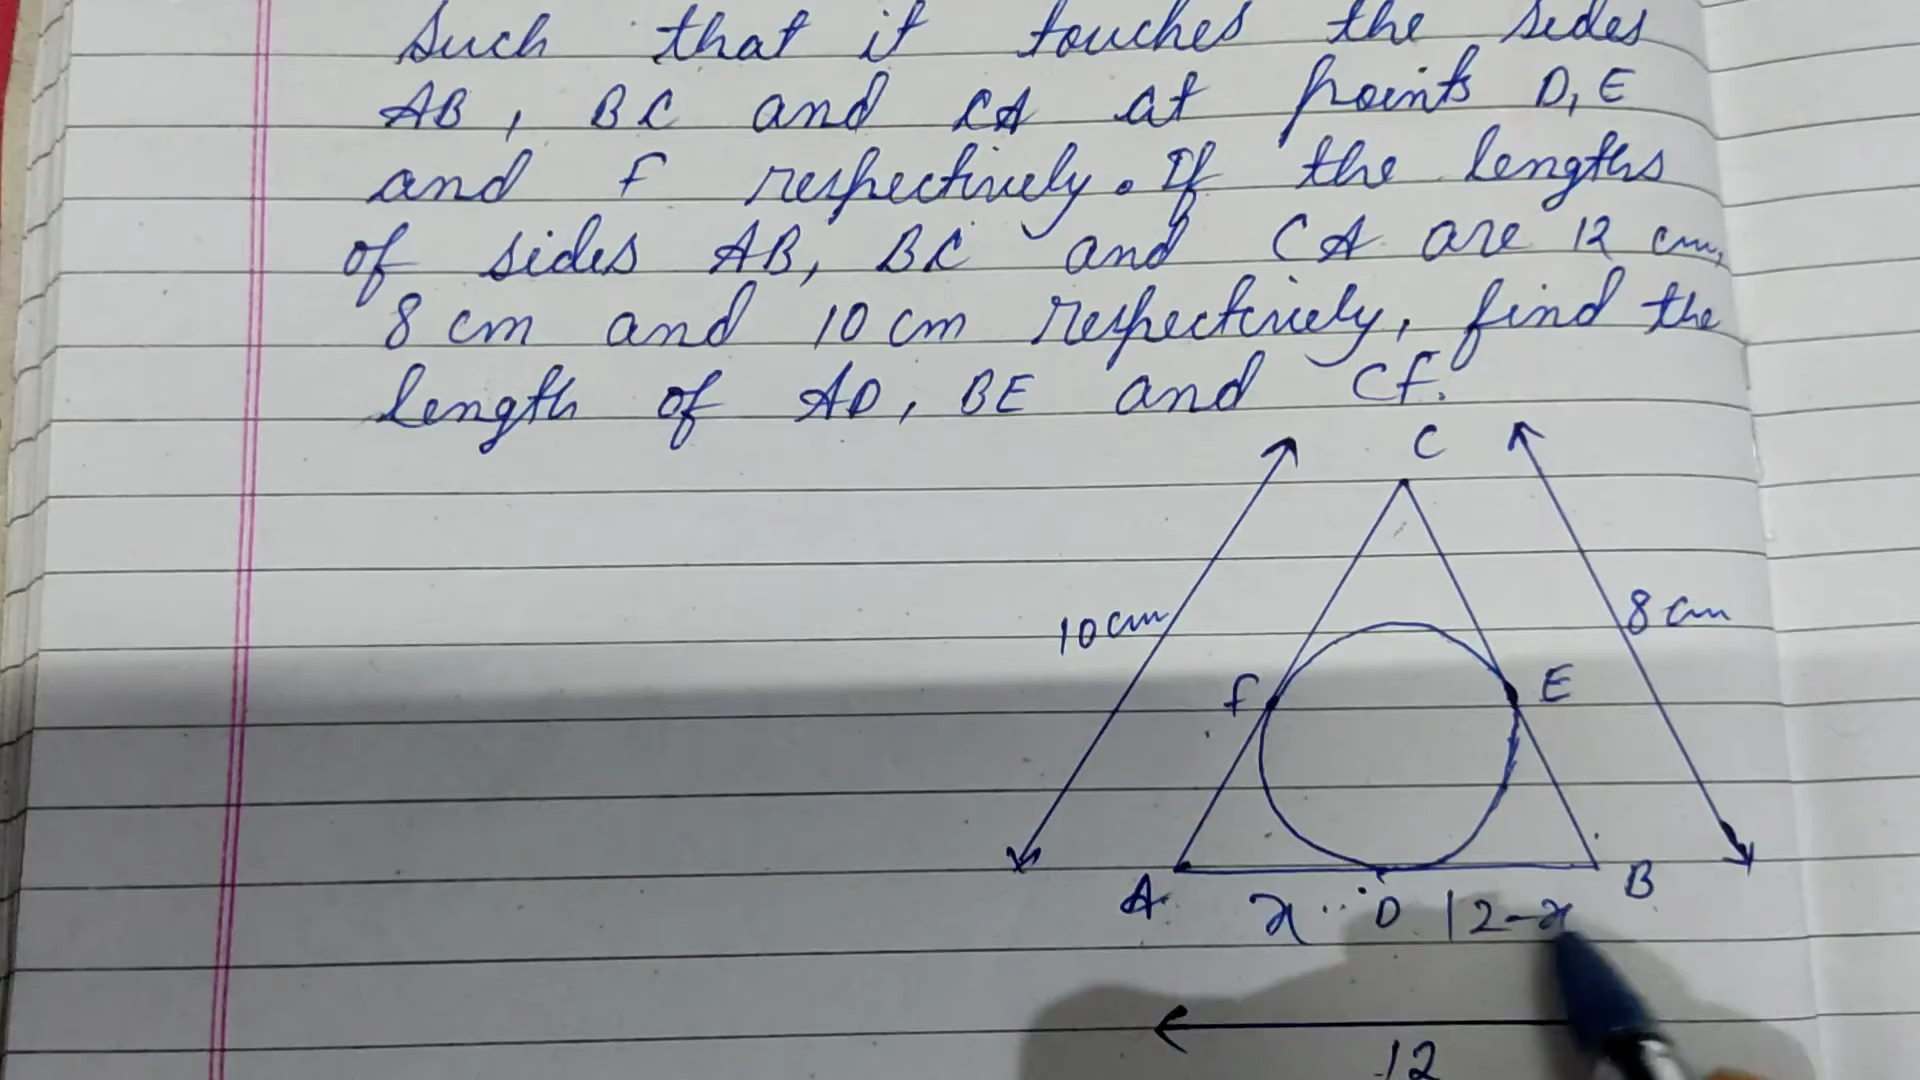 Such that it touches the sides
AB, BC and CA at points D, E
and F respectively. If the lengths
of sides AB, BC and CA are 12 cm,
8 cm and 10 cm respectively, find the
length of AD, BE and CF.
C
10 cm
8 cm
F
E
A
x
D
12-x
B
12